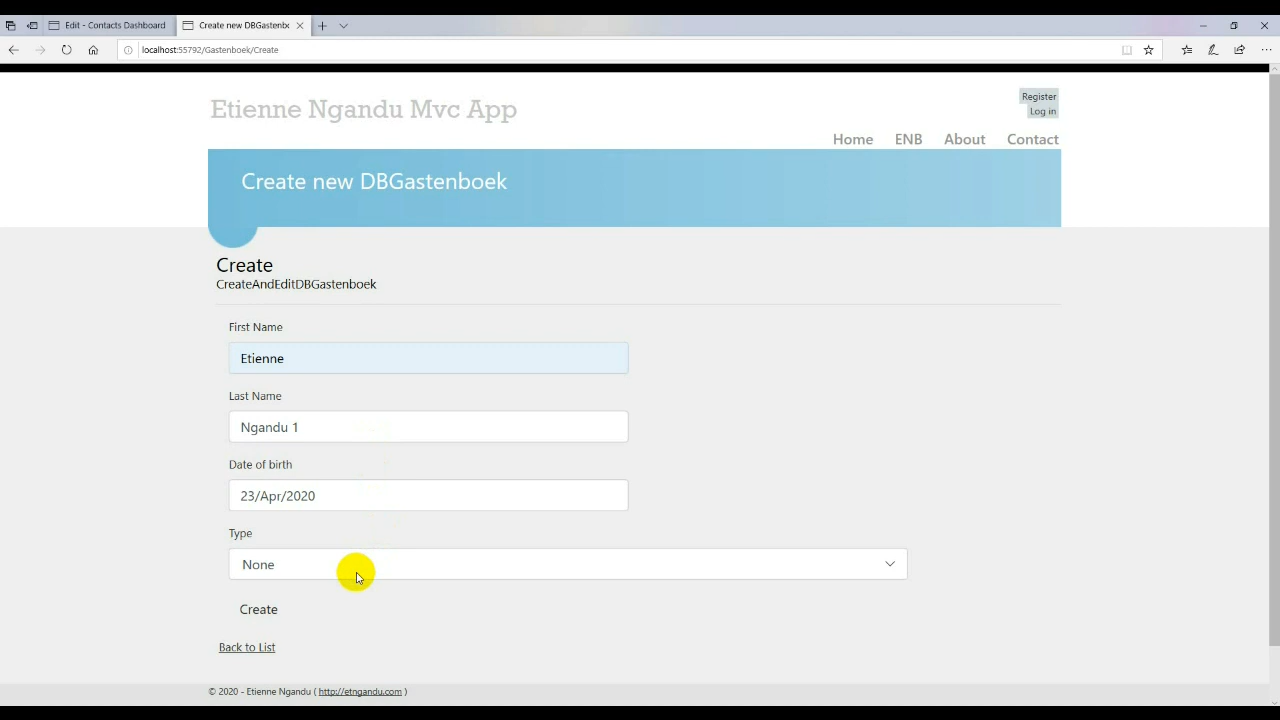 Edit - Contacts Dashboard
Create new DBGastenbo
localhost:55792/Gastenboek/Create
Etienne Ngandu Mvc App
Register
Log in
Home ENB About Contact
Create new DBGastenboek
Create
CreateAndEditDBGastenboek
First Name
Etienne
Last Name
Ngandu 1
Date of birth
23/Apr/2020
Type
None
Create
Back to List
© 2020 - Etienne Ngandu ( http://etngandu.com )